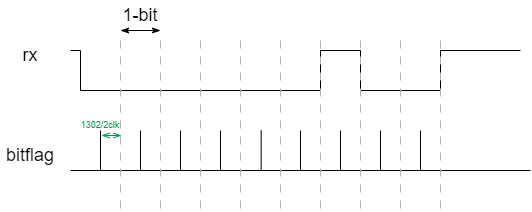 1-bit
rx
1302/2clk
bitflag